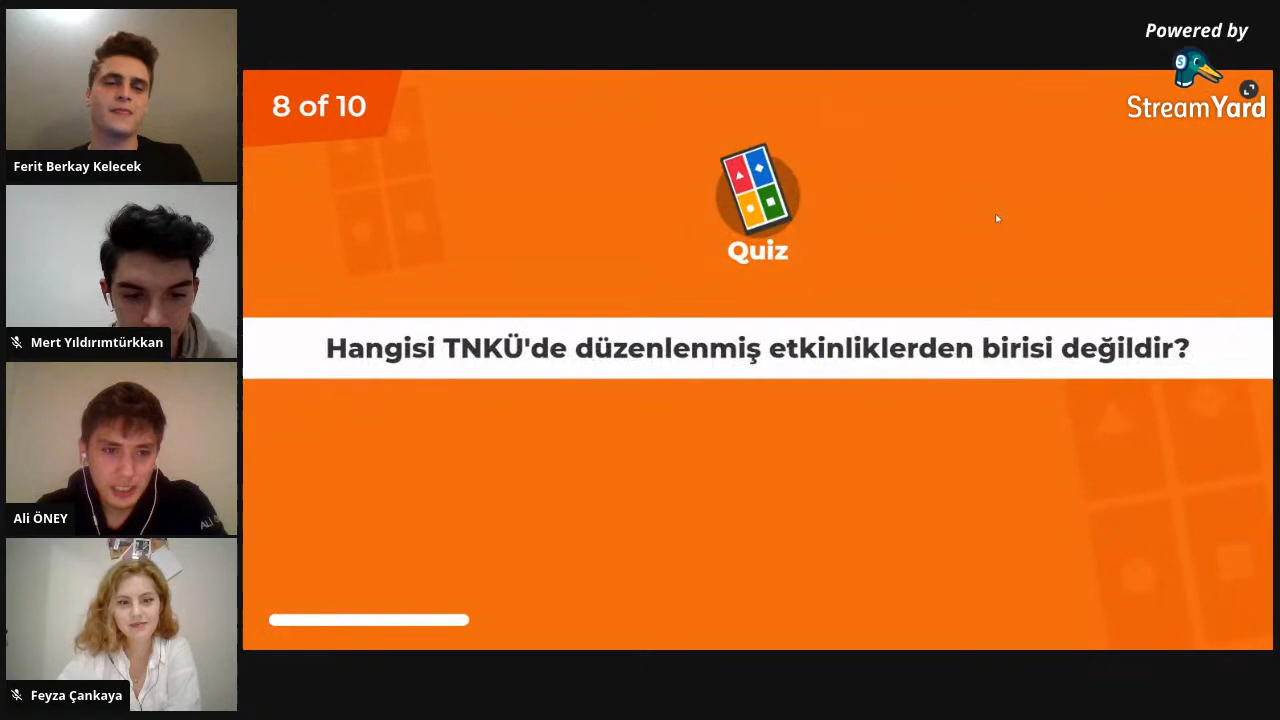 Powered by
StreamYard
8 of 10
Quiz
Hangisi TNKÜ'de düzenlenmiş etkinliklerden birisi değildir?
Ferit Berkay Kelecek
Mert Yıldırımtürkkan
Ali ÖNEY
Feyza Çankaya